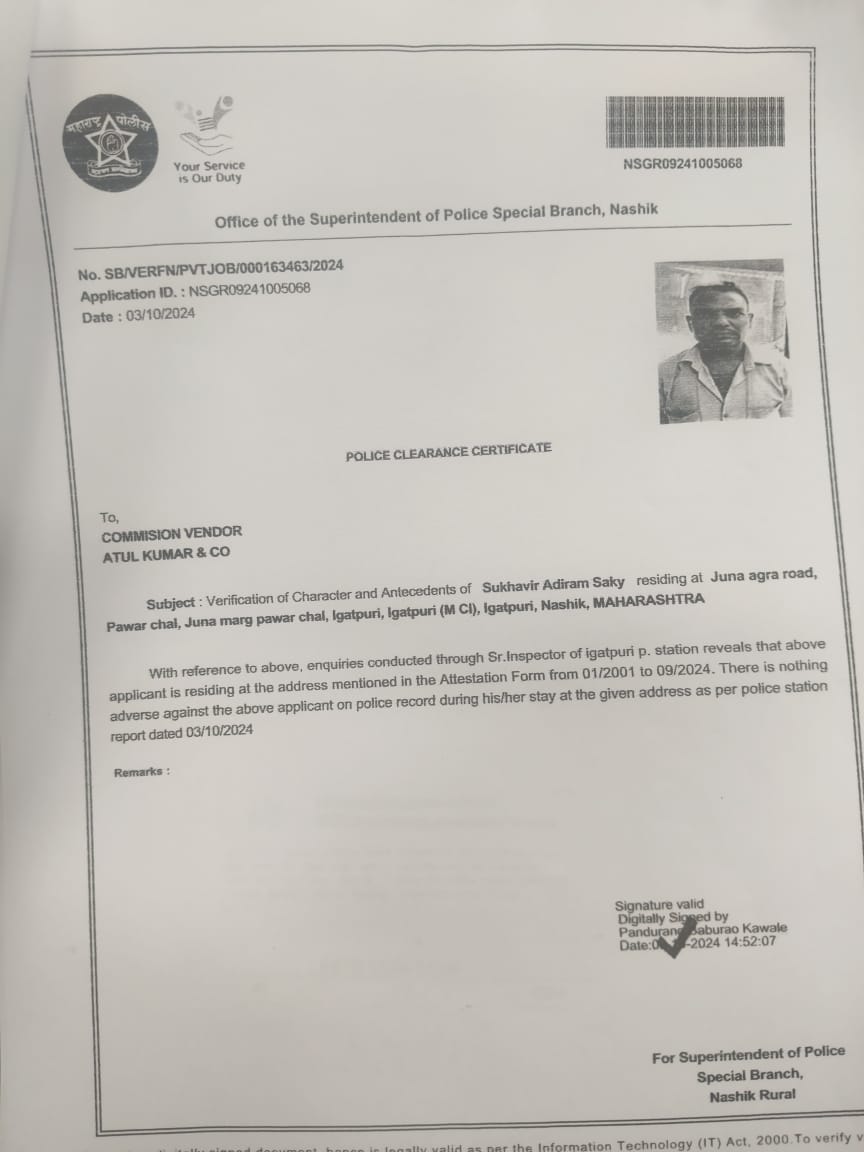 महाराष्ट्र पोलीस
Your Service
is Our Duty
NSGR09241005068
Office of the Superintendent of Police Special Branch, Nashik
No. SB/VERFN/PVTJOB/000163463/2024
Application ID. : NSGR09241005068
Date : 03/10/2024
POLICE CLEARANCE CERTIFICATE
To,
COMMISION VENDOR
ATUL KUMAR & CO
Subject : Verification of Character and Antecedents of Sukhavir Adiram Saky residing at Juna agra road,
Pawar chal, Juna marg pawar chal, Igatpuri, Igatpuri (M Cl), Igatpuri, Nashik, MAHARASHTRA
With reference to above, enquiries conducted through Sr.Inspector of igatpuri p. station reveals that above
applicant is residing at the address mentioned in the Attestation Form from 01/2001 to 09/2024. There is nothing
adverse against the above applicant on police record during his/her stay at the given address as per police station
report dated 03/10/2024
Remarks :
Signature valid
Digitally Signed by
Pandurang Baburao Kawale
Date: -2024 14:52:07
For Superintendent of Police
Special Branch,
Nashik Rural
signed document, hence is legally valid as per the Information Technology (IT) Act, 2000.To verify